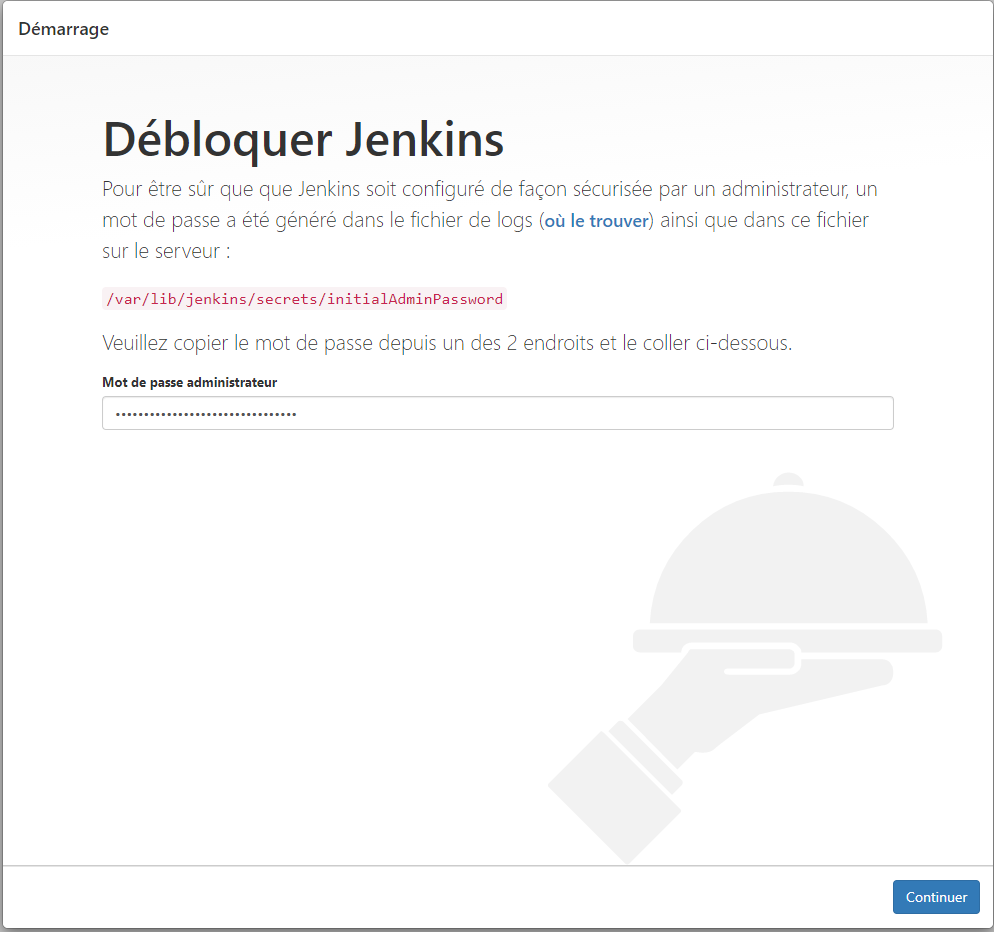 Démarrage
Débloquer Jenkins
Pour être sûr que que Jenkins soit configuré de façon sécurisée par un administrateur, un
mot de passe a été généré dans le fichier de logs (où le trouver) ainsi que dans ce fichier
sur le serveur :
/var/lib/jenkins/secrets/initialAdminPassword
Veuillez copier le mot de passe depuis un des 2 endroits et le coller ci-dessous.
Mot de passe administrateur
••••••••••••••••••••••••••••••••
Continuer